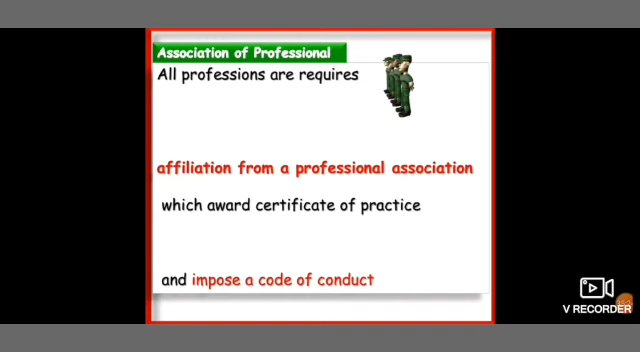 Association of Professional
All professions are requires
affiliation from a professional association
which award certificate of practice
and impose a code of conduct
V RECORDER